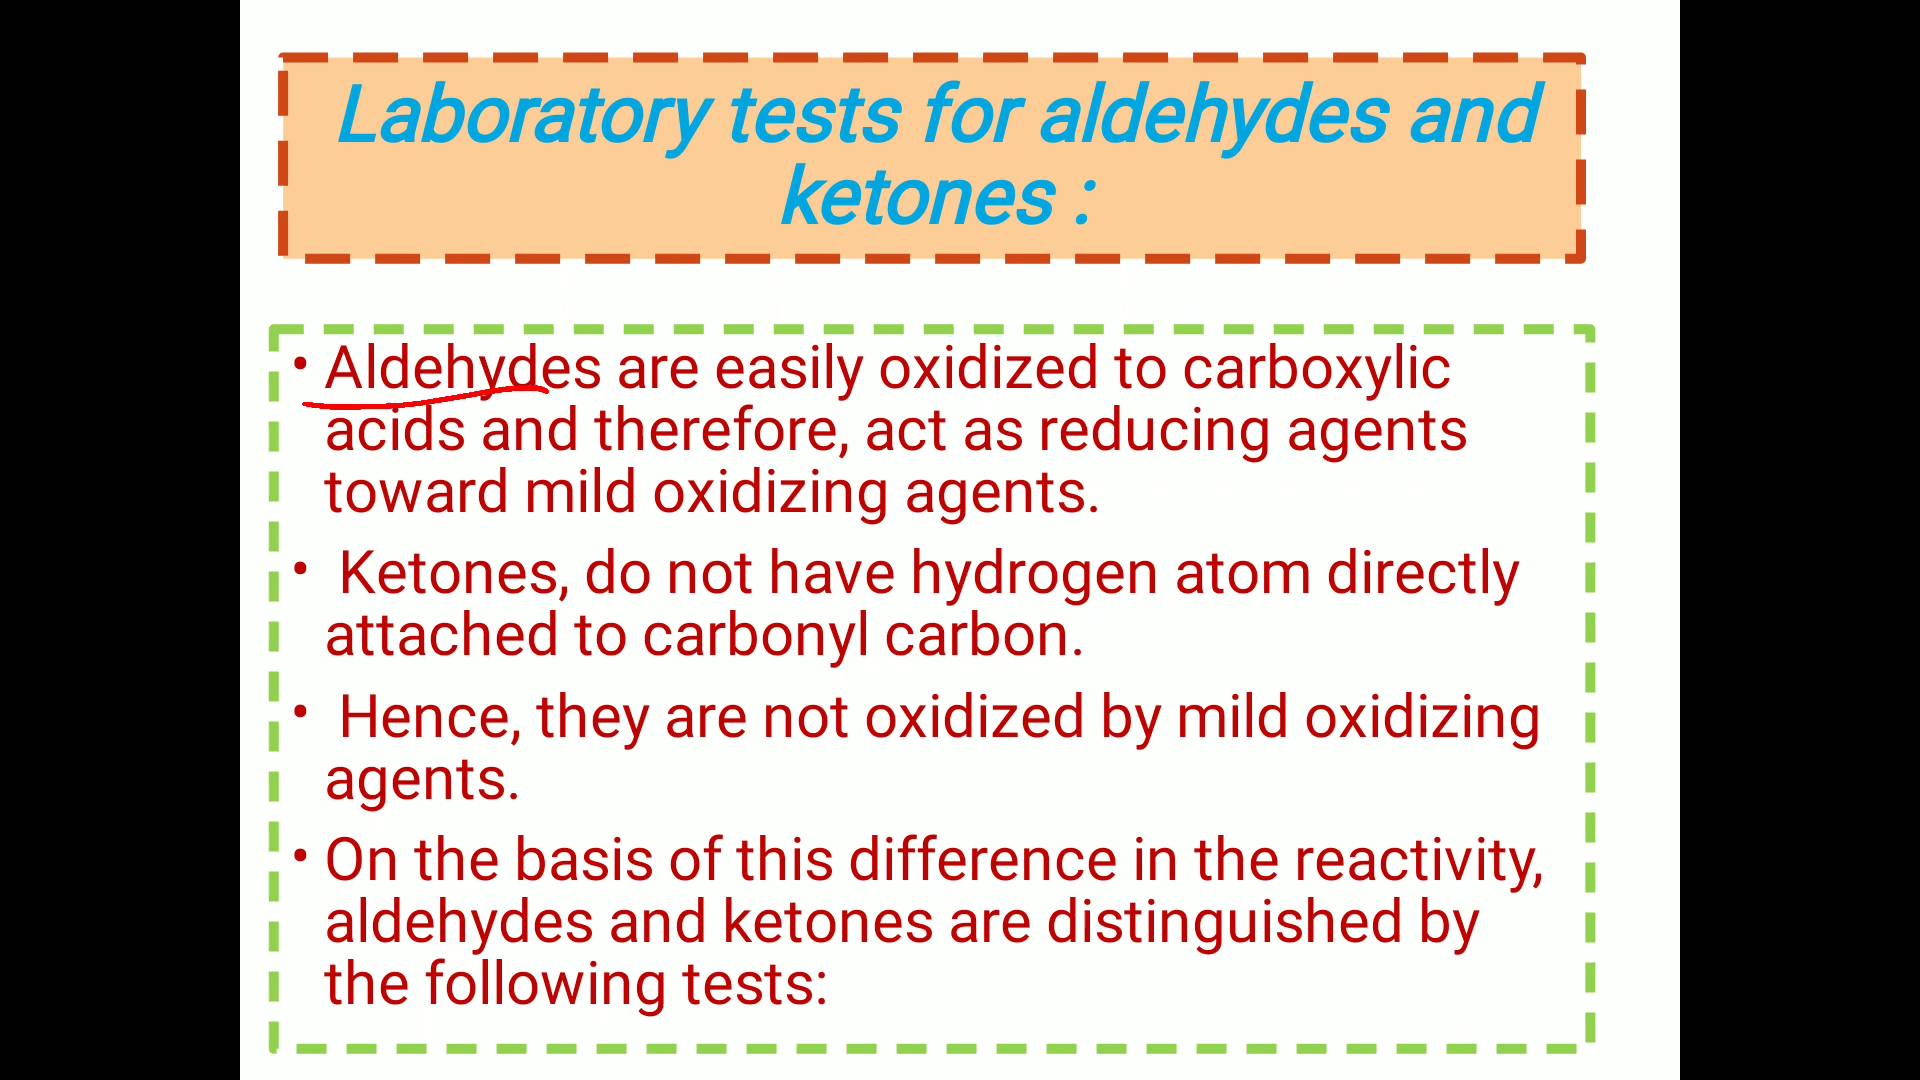 Laboratory tests for aldehydes and
ketones :
• Aldehydes are easily oxidized to carboxylic
acids and therefore, act as reducing agents
toward mild oxidizing agents.
• Ketones, do not have hydrogen atom directly
attached to carbonyl carbon.
• Hence, they are not oxidized by mild oxidizing
agents.
• On the basis of this difference in the reactivity,
aldehydes and ketones are distinguished by
the following tests: